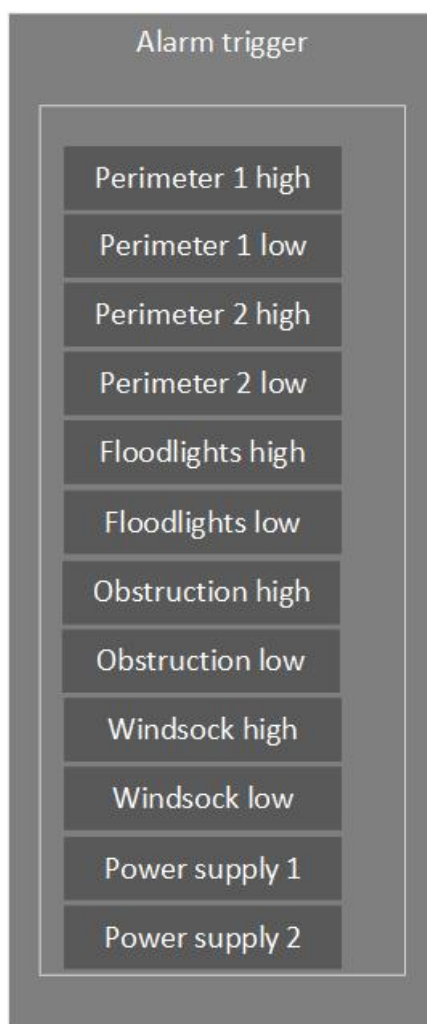 Alarm trigger
Perimeter 1 high
Perimeter 1 low
Perimeter 2 high
Perimeter 2 low
Floodlights high
Floodlights low
Obstruction high
Obstruction low
Windsock high
Windsock low
Power supply 1
Power supply 2